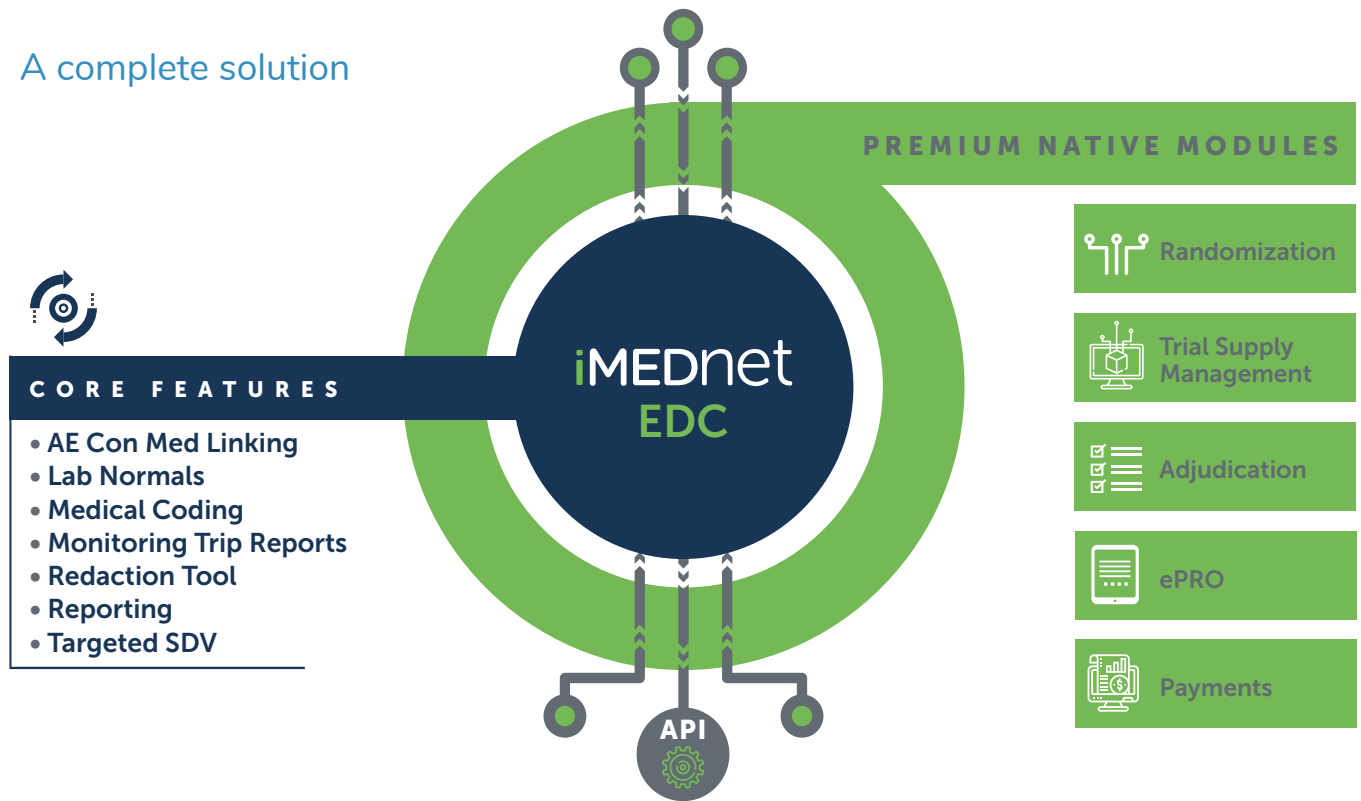 A complete solution
PREMIUM NATIVE MODULES
Randomization
Trial Supply
Management
Adjudication
ePRO
Payments
iMEDnet
EDC
CORE FEATURES
• AE Con Med Linking
• Lab Normals
• Medical Coding
• Monitoring Trip Reports
• Redaction Tool
• Reporting
• Targeted SDV
API